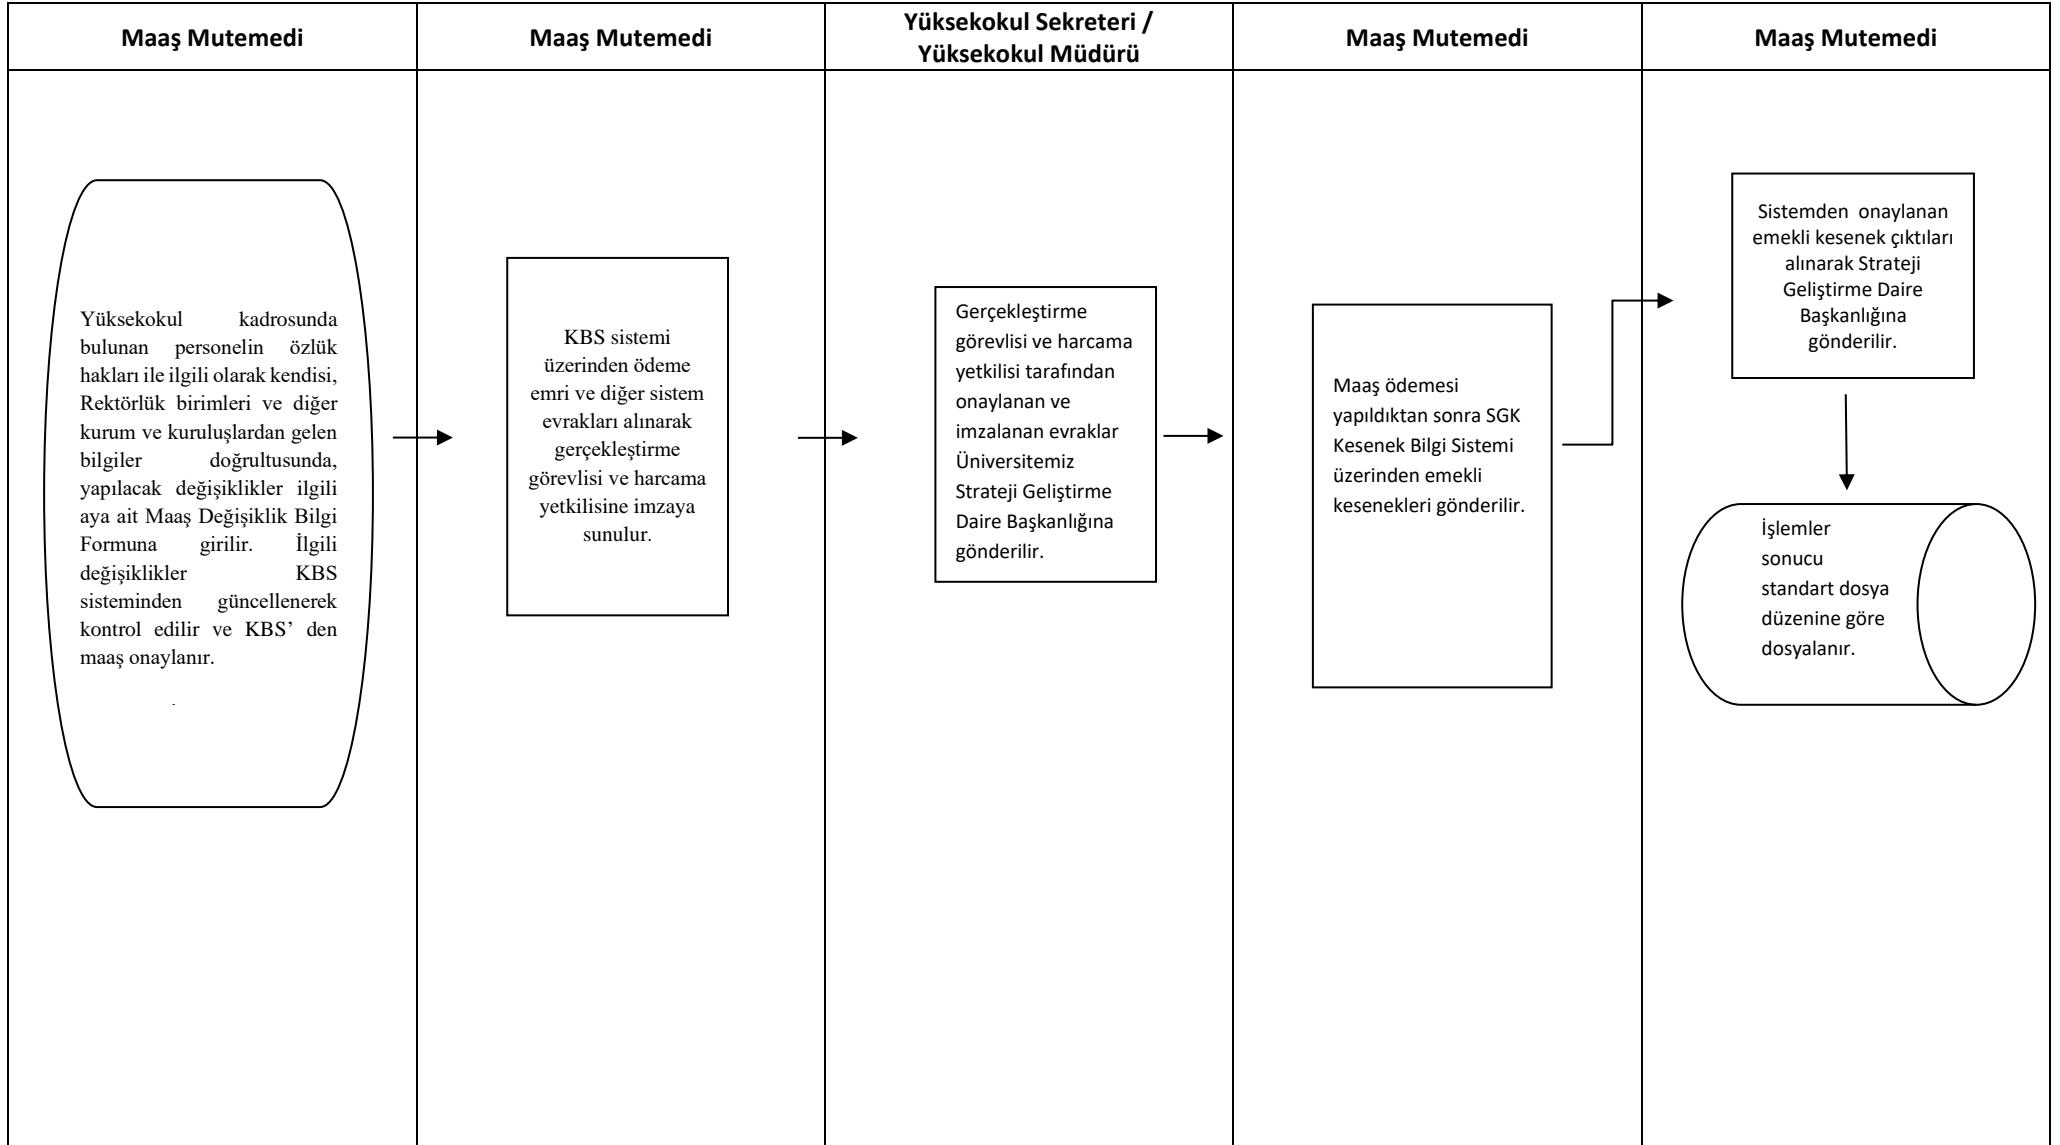 Maaş Mutemedi
Maaş Mutemedi
Yüksekokul Sekreteri /
Yüksekokul Müdürü
Maaş Mutemedi
Maaş Mutemedi
Yüksekokul kadrosunda
bulunan personelin özlük
hakları ile ilgili olarak kendisi,
Rektörlük birimleri ve diğer
kurum ve kuruluşlardan gelen
bilgiler doğrultusunda,
yapılacak değişiklikler ilgili
aya ait Maaş Değişiklik Bilgi
Formuna girilir. İlgili
değişiklikler KBS
sisteminden güncellenerek
kontrol edilir ve KBS’ den
maaş onaylanır.
.
KBS sistemi
üzerinden ödeme
emri ve diğer sistem
evrakları alınarak
gerçekleştirme
görevlisi ve harcama
yetkilisine imzaya
sunulur.
Gerçekleştirme
görevlisi ve harcama
yetkilisi tarafından
onaylanan ve
imzalanan evraklar
Üniversitemiz
Strateji Geliştirme
Daire Başkanlığına
gönderilir.
Maaş ödemesi
yapıldıktan sonra SGK
Kesenek Bilgi Sistemi
üzerinden emekli
kesenekleri gönderilir.
Sistemden onaylanan
emekli kesenek çıktıları
alınarak Strateji
Geliştirme Daire
Başkanlığına
gönderilir.
İşlemler
sonucu
standart dosya
düzenine göre
dosyalanır.